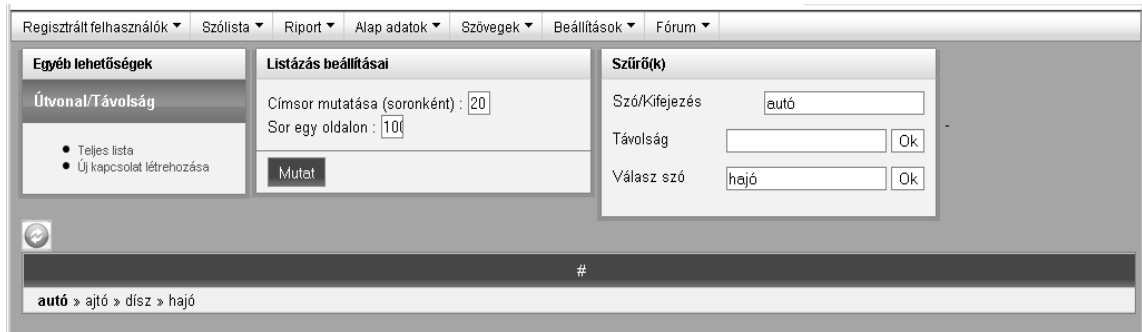 Regisztrált felhasználók ▼ Szólista ▼ Riport ▼ Alap adatok ▼ Szövegek ▼ Beállítások ▼ Fórum ▼
Egyéb lehetőségek
Útvonal/Távolság
• Teljes lista
• Új kapcsolat létrehozása
Listázás beállításai
Címsor mutatása (soronként) : 20
Sor egy oldalon : 100
Mutat
Szűrő(k)
Szó/Kifejezés autó
Távolság Ok
Válasz szó hajó Ok
-
#
autó » ajtó » dísz » hajó